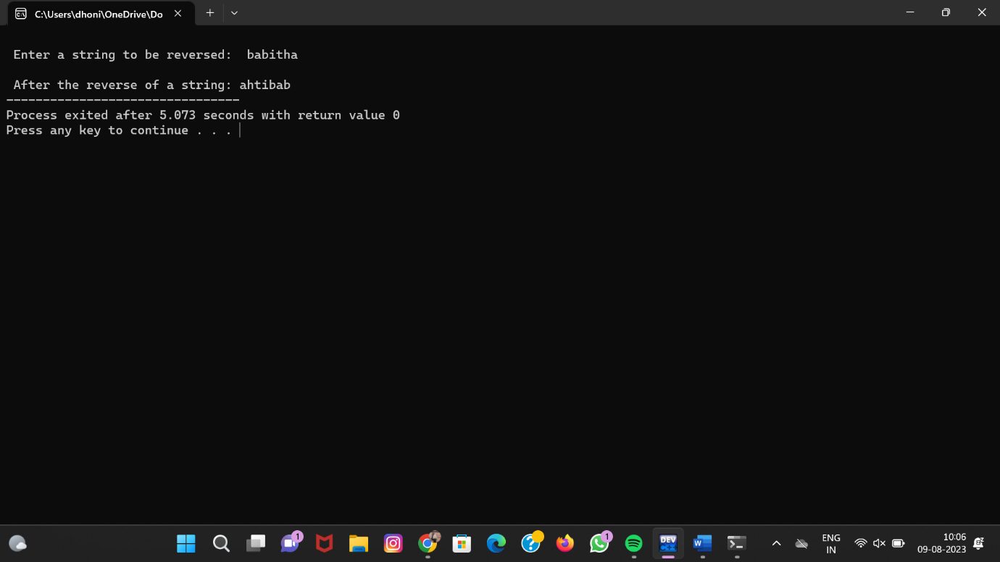 C:\Users\dhoni\OneDrive\Do
Enter a string to be reversed:  babitha
After the reverse of a string: ahtibab
--------------------------------
Process exited after 5.073 seconds with return value 0
Press any key to continue . . .
1
1
DEV
C++
W
ENG
IN
10:06
09-08-2023